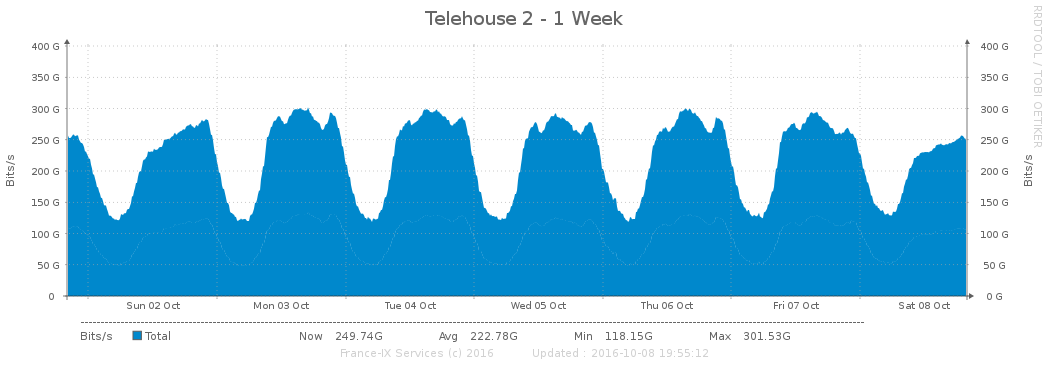 Telehouse 2 - 1 Week
RRDTOOL / TOBI OETIKER
400 G 400 G
350 G 350 G
300 G 300 G
250 G 250 G
200 G 200 G
150 G 150 G
100 G 100 G
50 G 50 G
0 0 G
Bits/s Bits/s
Sun 02 Oct Mon 03 Oct Tue 04 Oct Wed 05 Oct Thu 06 Oct Fri 07 Oct Sat 08 Oct
Bits/s Total Now 249.74G Avg 222.78G Min 118.15G Max 301.53G
France-IX Services (c) 2016 Updated : 2016-10-08 19:55:12